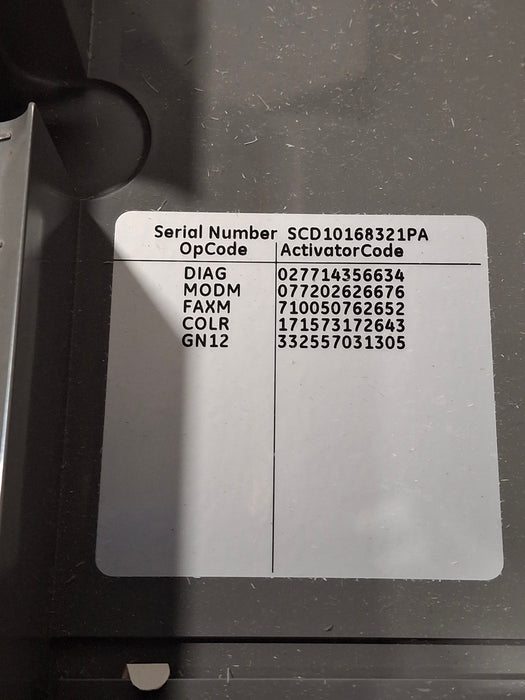 Serial Number SCD10168321PA
OpCode ActivatorCode
DIAG 027714356634
MODM 077202626676
FAXM 710050762652
COLR 171573172643
GN12 332557031305